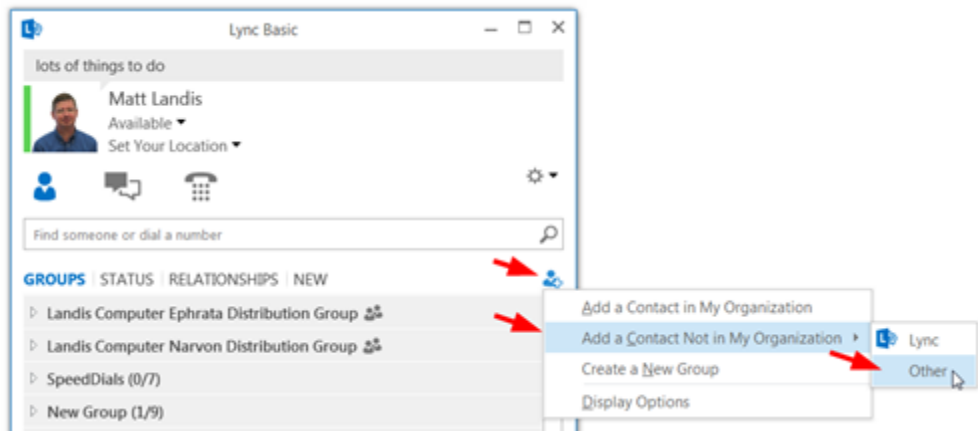 Lync Basic
lots of things to do
Matt Landis
Available
Set Your Location
Find someone or dial a number
GROUPS STATUS RELATIONSHIPS NEW
Landis Computer Ephrata Distribution Group
Landis Computer Narvon Distribution Group
SpeedDials (0/7)
New Group (1/9)
Add a Contact in My Organization
Add a Contact Not in My Organization
Create a New Group
Display Options
Lync
Other